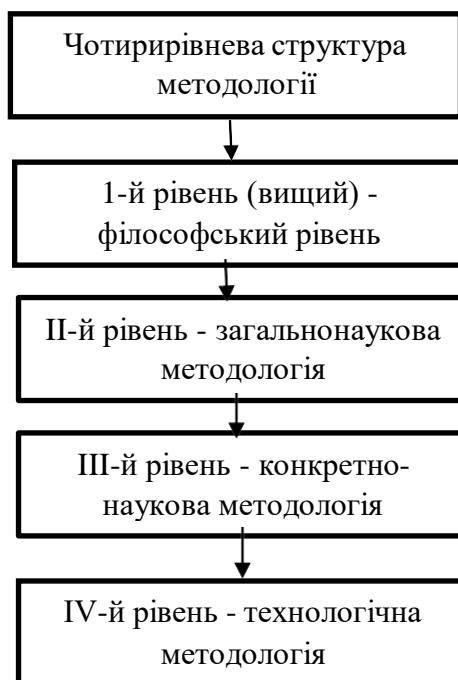 Чотирирівнева структура
методології
1-й рівень (вищий) -
філософський рівень
ІІ-й рівень - загальнонаукова
методологія
ІІІ-й рівень - конкретно-
наукова методологія
IV-й рівень - технологічна
методологія